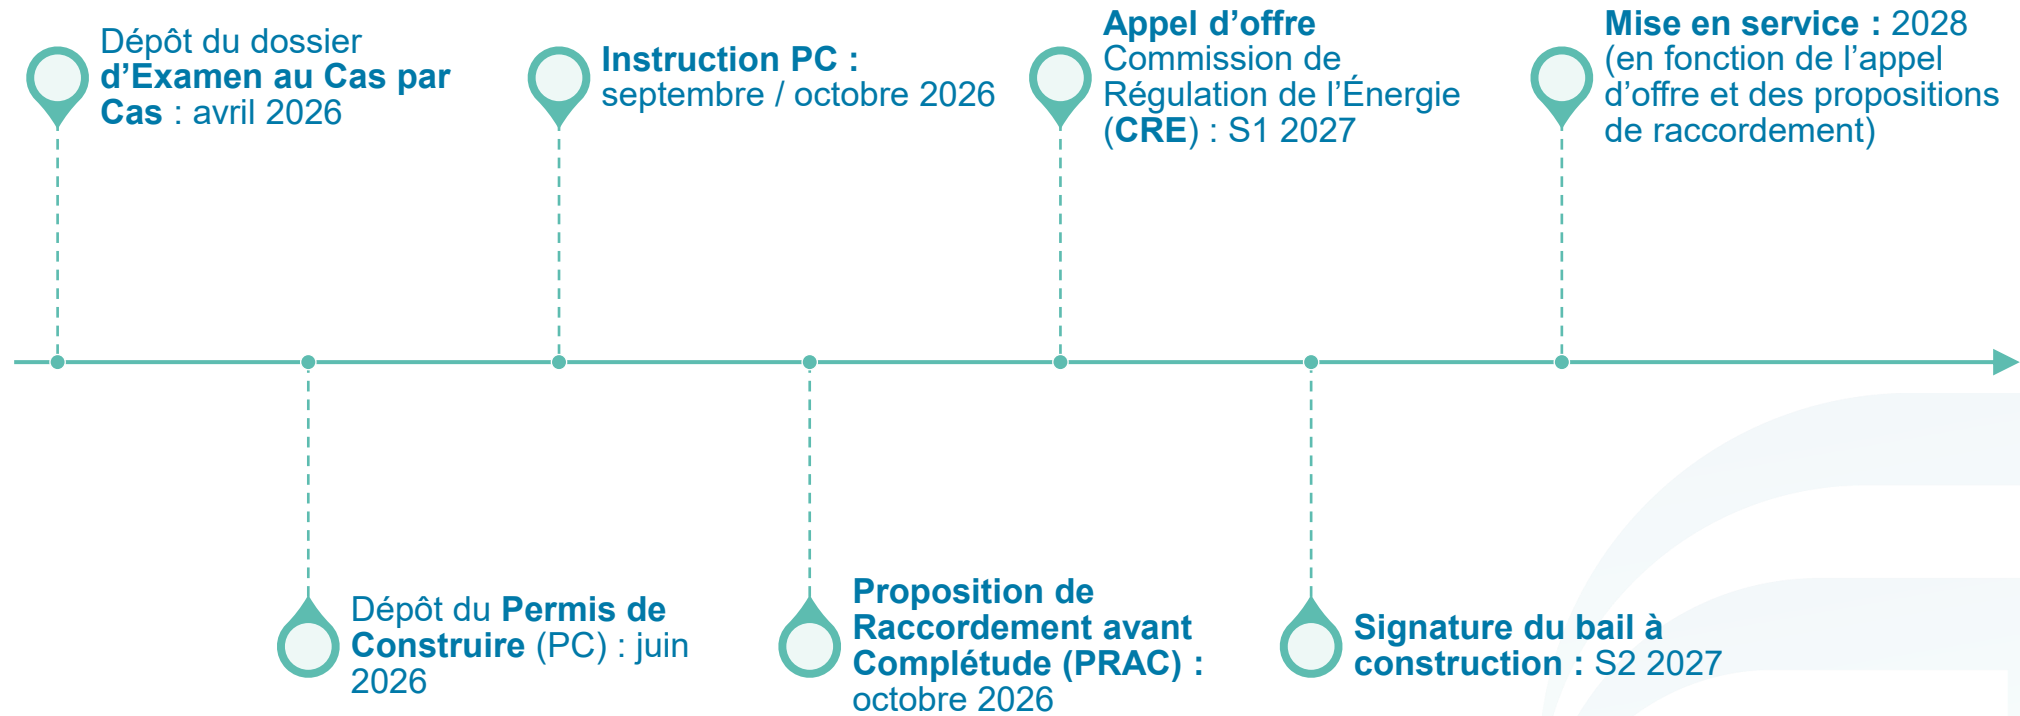 Dépôt du dossier
d’Examen au Cas par
Cas : avril 2026
Dépôt du Permis de
Construire (PC) : juin
2026
Instruction PC :
septembre / octobre 2026
Proposition de
Raccordement avant
Complétude (PRAC) :
octobre 2026
Appel d’offre
Commission de
Régulation de l’Énergie
(CRE) : S1 2027
Signature du bail à
construction : S2 2027
Mise en service : 2028
(en fonction de l’appel
d’offre et des propositions
de raccordement)